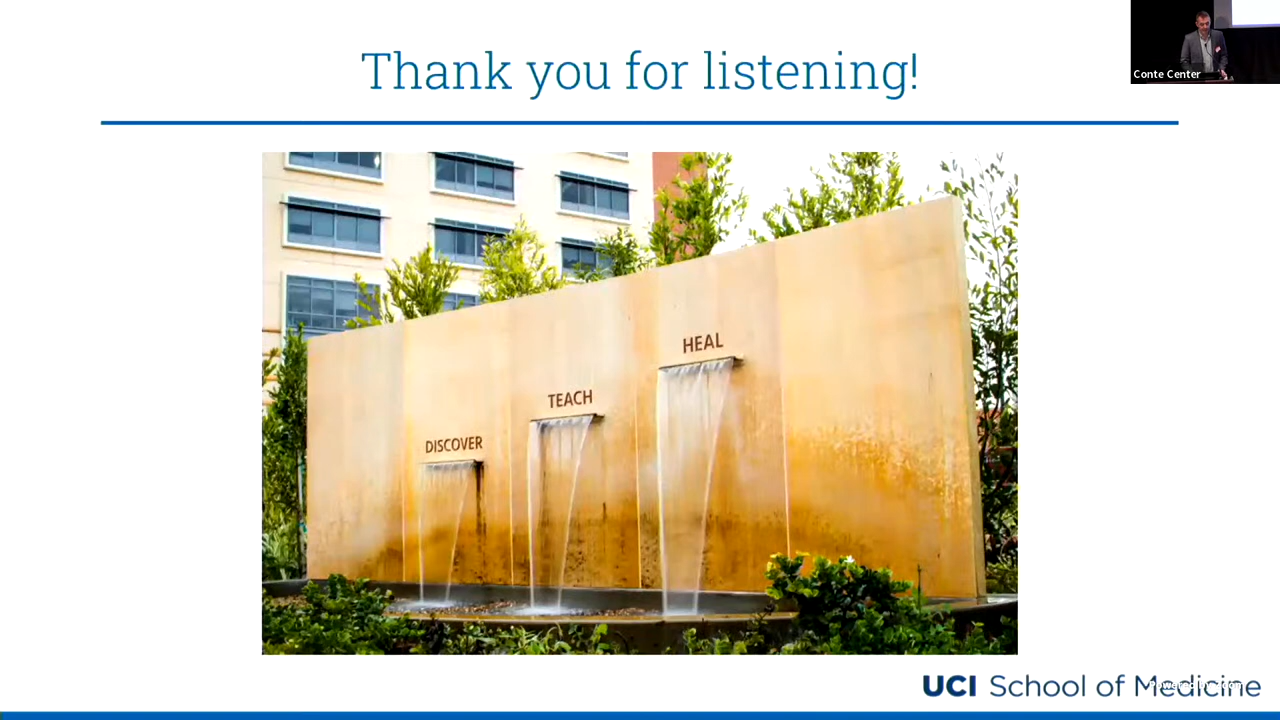 Thank you for listening!
Conte Center
HEAL
TEACH
DISCOVER
UCI School of Medicine